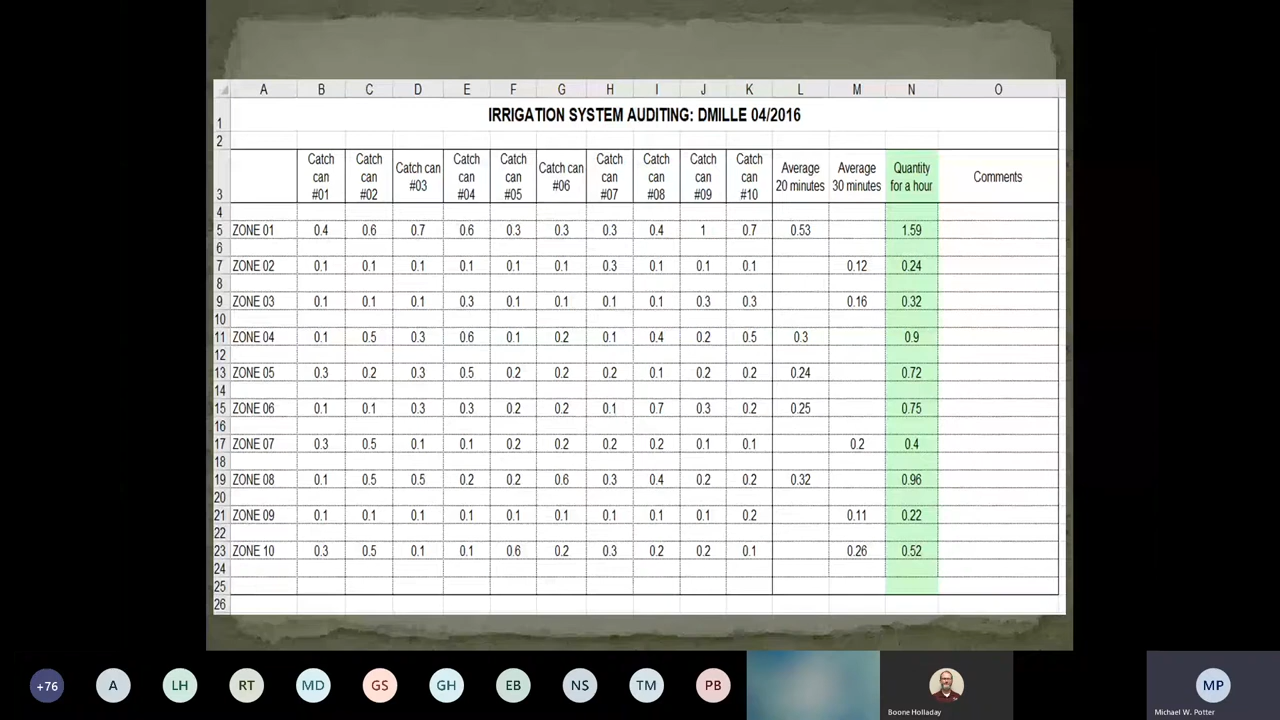 A B C D E F G H I J K L M N O
1 IRRIGATION SYSTEM AUDITING: DMILLE 04/2016
2
3 Catch can #01 Catch can #02 Catch can #03 Catch can #04 Catch can #05 Catch can #06 Catch can #07 Catch can #08 Catch can #09 Catch can #10 Average 20 minutes Average 30 minutes Quantity for a hour Comments
4
5 ZONE 01 0.4 0.6 0.7 0.6 0.3 0.3 0.3 0.4 1 0.7 0.53 1.59
6
7 ZONE 02 0.1 0.1 0.1 0.1 0.1 0.1 0.3 0.1 0.1 0.1 0.12 0.24
8
9 ZONE 03 0.1 0.1 0.1 0.3 0.1 0.1 0.1 0.1 0.3 0.3 0.16 0.32
10
11 ZONE 04 0.1 0.5 0.3 0.6 0.1 0.2 0.1 0.4 0.2 0.5 0.3 0.9
12
13 ZONE 05 0.3 0.2 0.3 0.5 0.2 0.2 0.2 0.1 0.2 0.2 0.24 0.72
14
15 ZONE 06 0.1 0.1 0.3 0.3 0.2 0.2 0.1 0.7 0.3 0.2 0.25 0.75
16
17 ZONE 07 0.3 0.5 0.1 0.1 0.2 0.2 0.2 0.2 0.1 0.1 0.2 0.4
18
19 ZONE 08 0.1 0.5 0.5 0.2 0.2 0.6 0.3 0.4 0.2 0.2 0.32 0.96
20
21 ZONE 09 0.1 0.1 0.1 0.1 0.1 0.1 0.1 0.1 0.1 0.2 0.11 0.22
22
23 ZONE 10 0.3 0.5 0.1 0.1 0.6 0.2 0.3 0.2 0.2 0.1 0.26 0.52
24
25
26
+76 A LH RT MD GS GH EB NS TM PB MP
Boone Holladay Michael W. Potter